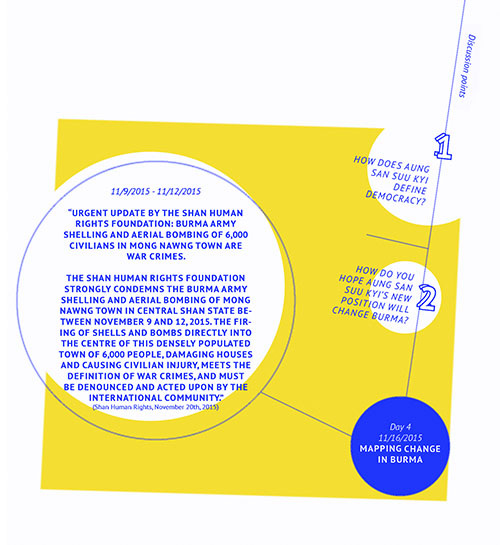 Discussion points
1
HOW DOES AUNG
SAN SUU KYI
DEFINE
DEMOCRACY?
2
HOW DO YOU
HOPE AUNG SAN
SUU KYI'S NEW
POSITION WILL
CHANGE BURMA?
11/9/2015 - 11/12/2015
"URGENT UPDATE BY THE SHAN HUMAN
RIGHTS FOUNDATION: BURMA ARMY
SHELLING AND AERIAL BOMBING OF 6,000
CIVILIANS IN MONG NAWNG TOWN ARE
WAR CRIMES.
THE SHAN HUMAN RIGHTS FOUNDATION
STRONGLY CONDEMNS THE BURMA ARMY
SHELLING AND AERIAL BOMBING OF MONG
NAWNG TOWN IN CENTRAL SHAN STATE BE-
TWEEN NOVEMBER 9 AND 12, 2015. THE FIR-
ING OF SHELLS AND BOMBS DIRECTLY INTO
THE CENTRE OF THIS DENSELY POPULATED
TOWN OF 6,000 PEOPLE, DAMAGING HOUSES
AND CAUSING CIVILIAN INJURY, MEETS THE
DEFINITION OF WAR CRIMES, AND MUST
BE DENOUNCED AND ACTED UPON BY THE
INTERNATIONAL COMMUNITY."
(Shan Human Rights, November 20th, 2015)
Day 4
11/16/2015
MAPPING CHANGE
IN BURMA